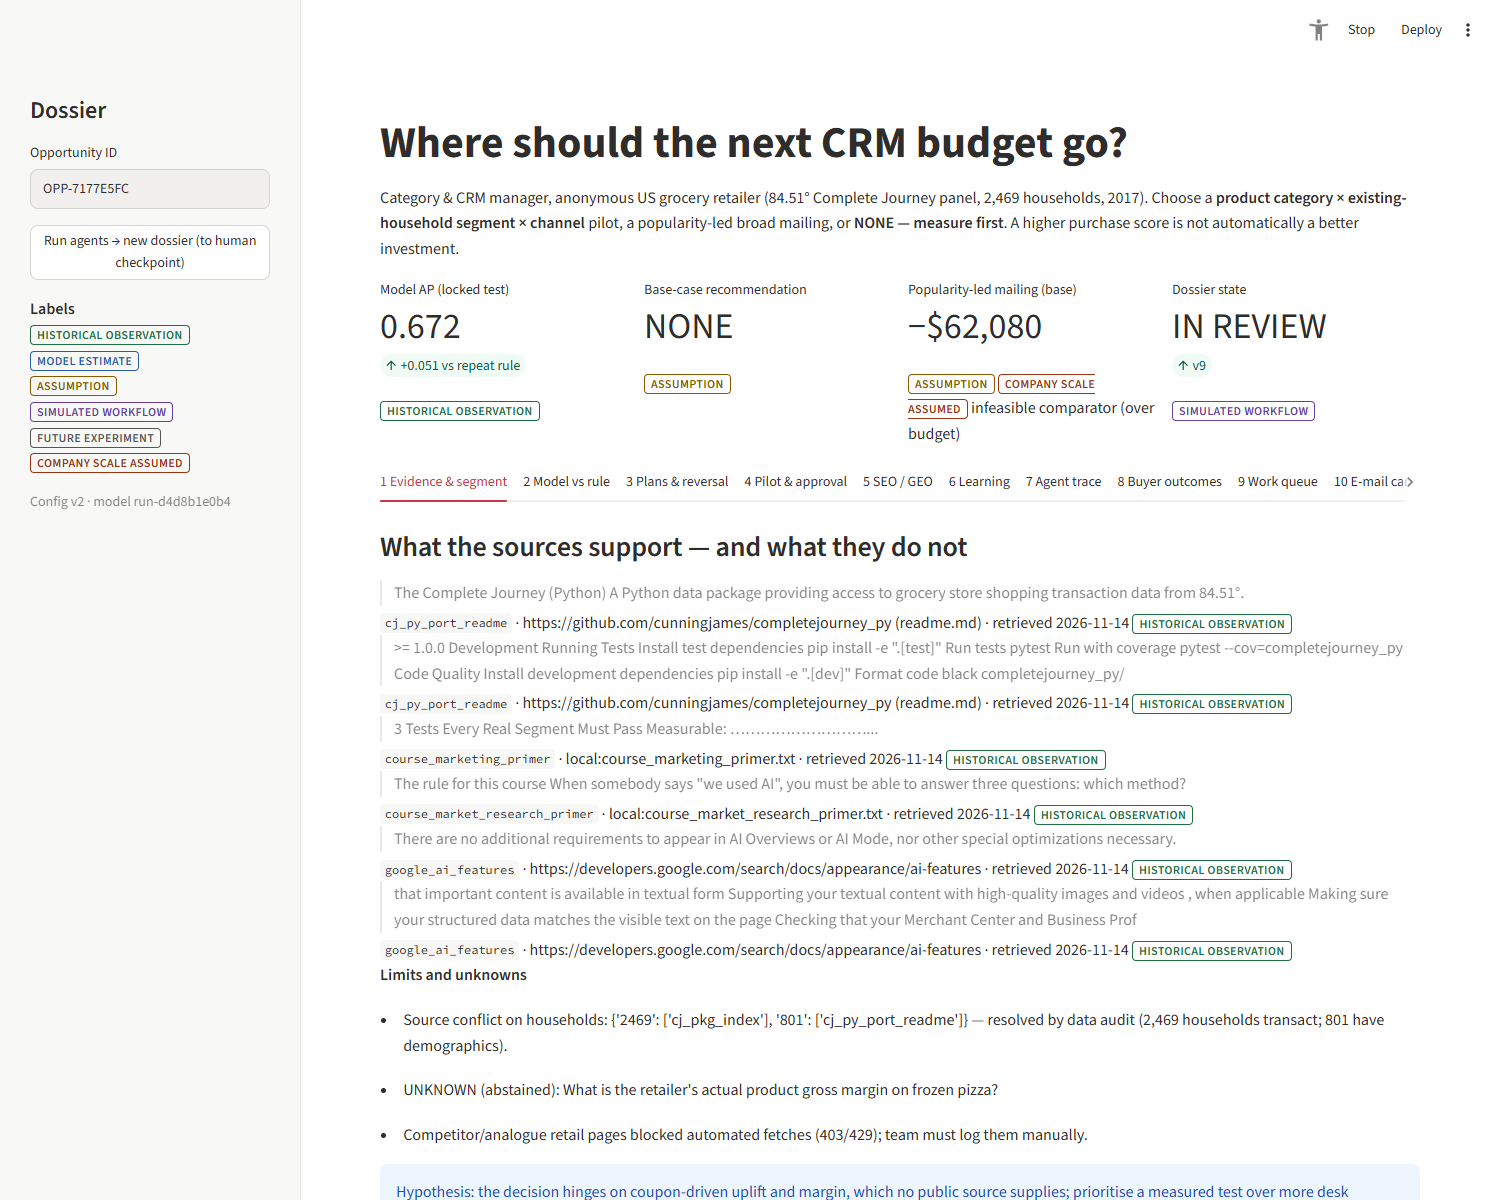 Stop
Deploy
Dossier
Opportunity ID
OPP-7177E5FC
Run agents → new dossier (to human
checkpoint)
Labels
HISTORICAL OBSERVATION
MODEL ESTIMATE
ASSUMPTION
SIMULATED WORKFLOW
FUTURE EXPERIMENT
COMPANY SCALE ASSUMED
Config v2 · model run-d4d8b1e0b4
Where should the next CRM budget go?
Category & CRM manager, anonymous US grocery retailer (84.51° Complete Journey panel, 2,469 households, 2017). Choose a product category × existing-
household segment × channel pilot, a popularity-led broad mailing, or NONE — measure first. A higher purchase score is not automatically a better
investment.
Model AP (locked test)
0.672
↑ +0.051 vs repeat rule
HISTORICAL OBSERVATION
Base-case recommendation
NONE
ASSUMPTION
Popularity-led mailing (base)
−$62,080
ASSUMPTION COMPANY SCALE
ASSUMED infeasible comparator (over
budget)
Dossier state
IN REVIEW
↑ v9
SIMULATED WORKFLOW
1 Evidence & segment 2 Model vs rule 3 Plans & reversal 4 Pilot & approval 5 SEO / GEO 6 Learning 7 Agent trace 8 Buyer outcomes 9 Work queue 10 E-mail ca
What the sources support — and what they do not
The Complete Journey (Python) A Python data package providing access to grocery store shopping transaction data from 84.51°.
cj_py_port_readme · https://github.com/cunningjames/completejourney_py (readme.md) · retrieved 2026-11-14 HISTORICAL OBSERVATION
>= 1.0.0 Development Running Tests Install test dependencies pip install -e ".[test]" Run tests pytest Run with coverage pytest --cov=completejourney_py
Code Quality Install development dependencies pip install -e ".[dev]" Format code black completejourney_py/
cj_py_port_readme · https://github.com/cunningjames/completejourney_py (readme.md) · retrieved 2026-11-14 HISTORICAL OBSERVATION
3 Tests Every Real Segment Must Pass Measurable: …………………………...
course_marketing_primer · local:course_marketing_primer.txt · retrieved 2026-11-14 HISTORICAL OBSERVATION
The rule for this course When somebody says "we used AI", you must be able to answer three questions: which method?
course_market_research_primer · local:course_market_research_primer.txt · retrieved 2026-11-14 HISTORICAL OBSERVATION
There are no additional requirements to appear in AI Overviews or AI Mode, nor other special optimizations necessary.
google_ai_features · https://developers.google.com/search/docs/appearance/ai-features · retrieved 2026-11-14 HISTORICAL OBSERVATION
that important content is available in textual form Supporting your textual content with high-quality images and videos , when applicable Making sure
your structured data matches the visible text on the page Checking that your Merchant Center and Business Prof
google_ai_features · https://developers.google.com/search/docs/appearance/ai-features · retrieved 2026-11-14 HISTORICAL OBSERVATION
Limits and unknowns
• Source conflict on households: {'2469': ['cj_pkg_index'], '801': ['cj_py_port_readme']} — resolved by data audit (2,469 households transact; 801 have
demographics).
• UNKNOWN (abstained): What is the retailer's actual product gross margin on frozen pizza?
• Competitor/analogue retail pages blocked automated fetches (403/429); team must log them manually.
Hypothesis: the decision hinges on coupon-driven uplift and margin, which no public source supplies; prioritise a measured test over more desk